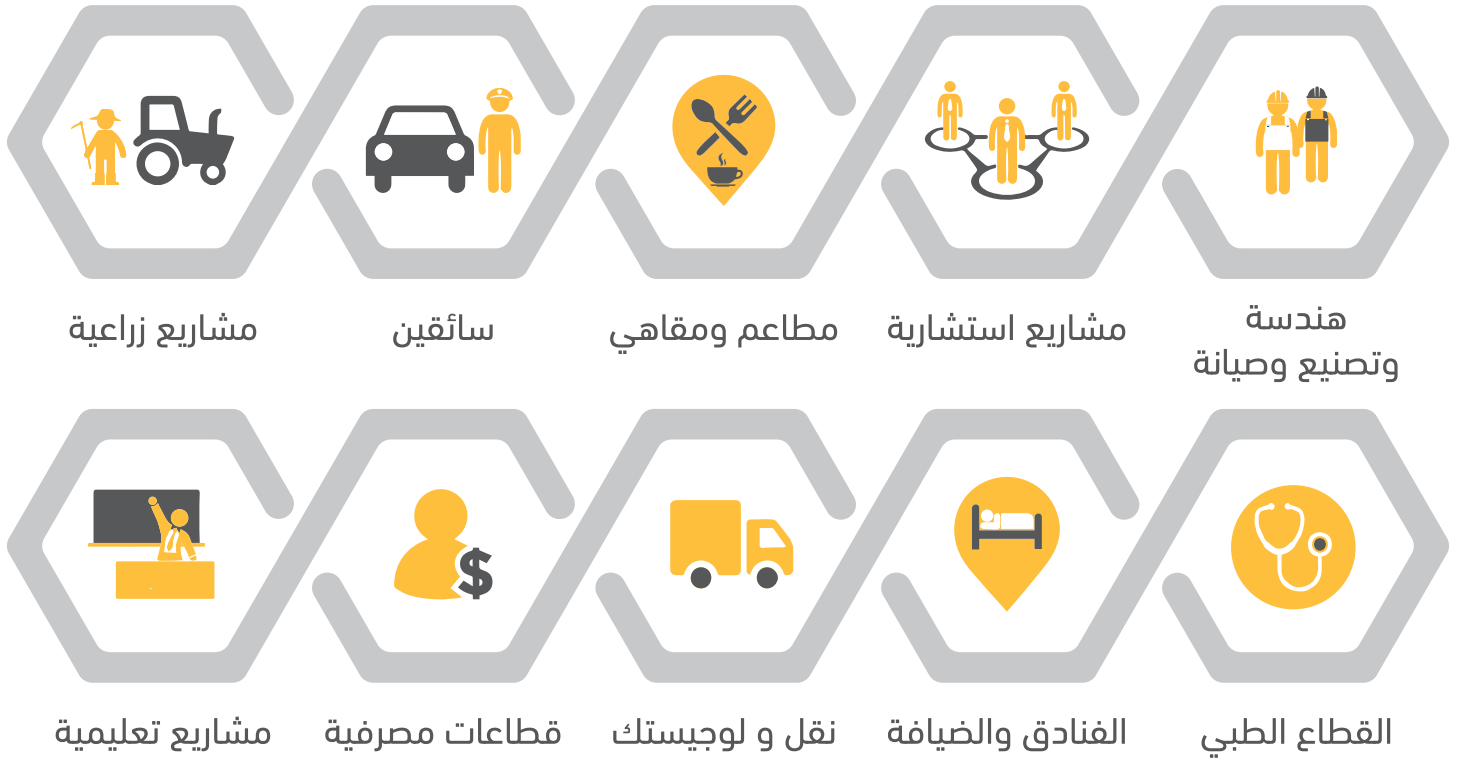 هندسة
وتصنيع وصيانة
مشاريع استشارية
مطاعم ومقاهي
سائقين
مشاريع زراعية
القطاع الطبي
الفنادق والضيافة
نقل و لوجيستك
قطاعات مصرفية
مشاريع تعليمية